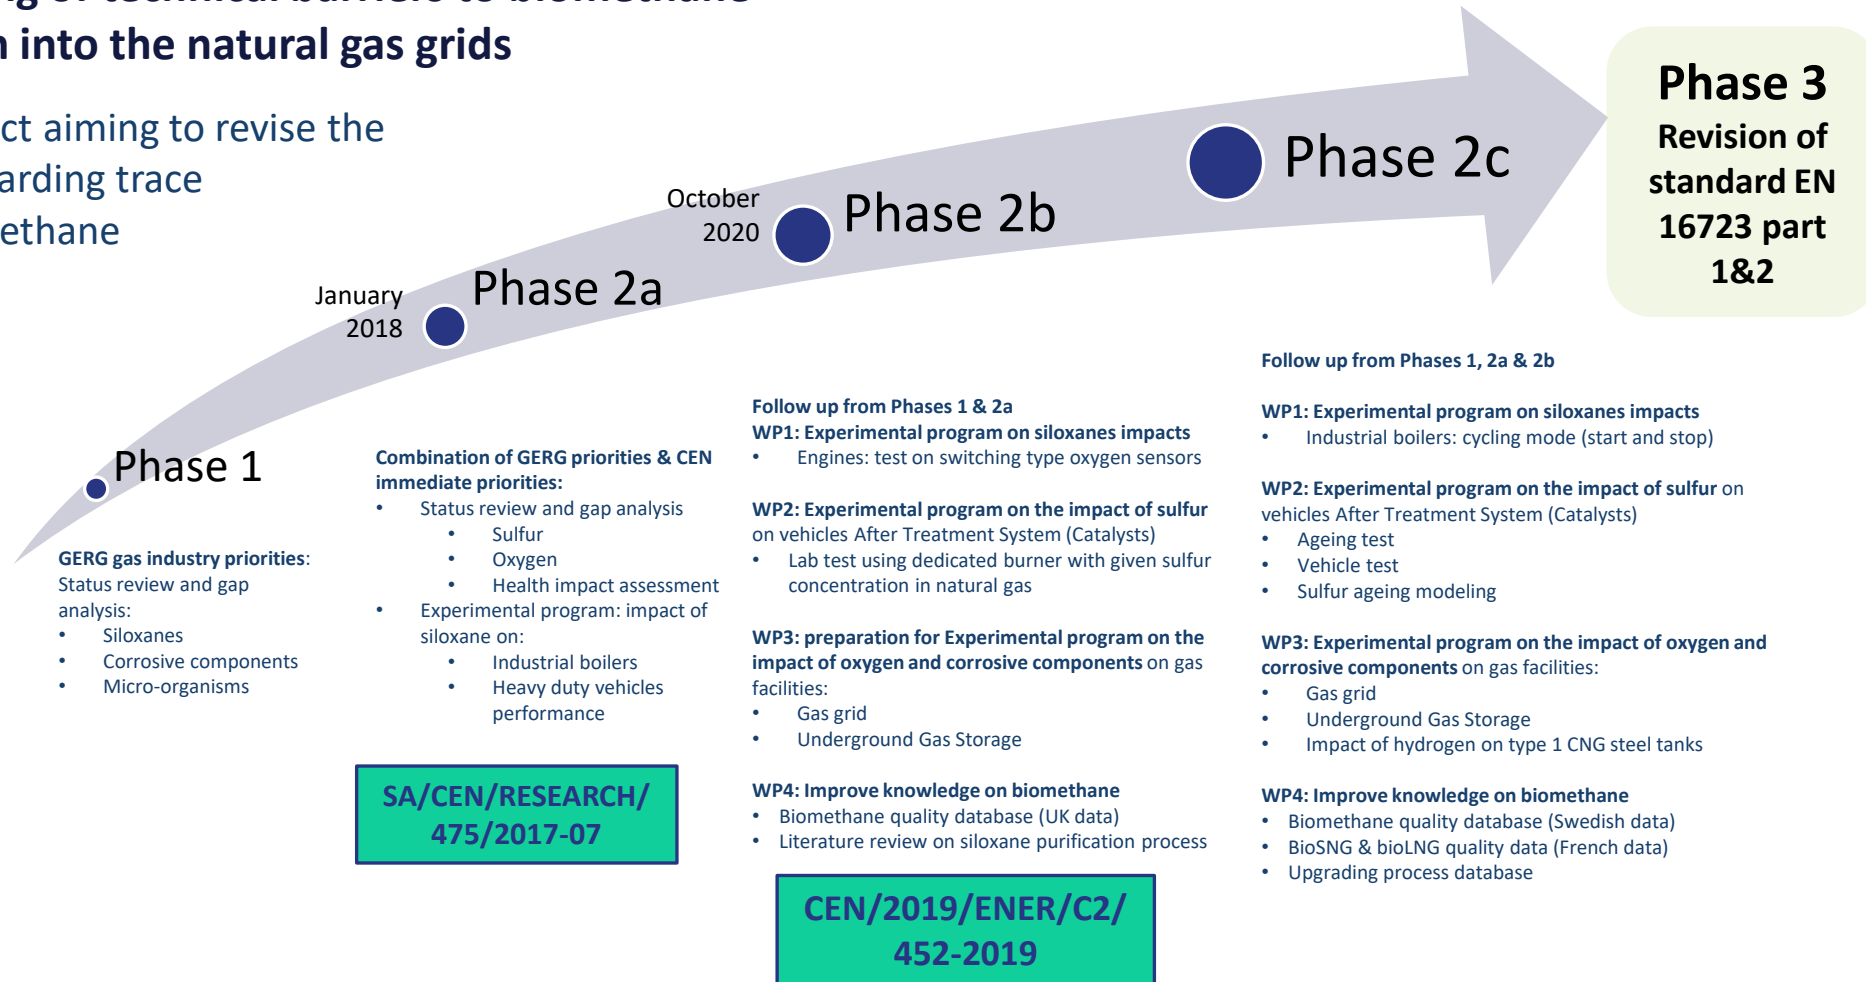 of technical barriers to biomethane
into the natural gas grids
aiming to revise the
trace
January
2018
October
2020
Phase 1
Phase 2a
Phase 2b
Phase 2c
Phase 3
Revision of
standard EN
16723 part
1&2
GERG gas industry priorities:
Status review and gap
analysis:
• Siloxanes
• Corrosive components
• Micro-organisms
Combination of GERG priorities & CEN
immediate priorities:
• Status review and gap analysis
• Sulfur
• Oxygen
• Health impact assessment
• Experimental program: impact of
siloxane on:
• Industrial boilers
• Heavy duty vehicles
performance
SA/CEN/RESEARCH/
475/2017-07
Follow up from Phases 1 & 2a
WP1: Experimental program on siloxanes impacts
• Engines: test on switching type oxygen sensors
WP2: Experimental program on the impact of sulfur
on vehicles After Treatment System (Catalysts)
• Lab test using dedicated burner with given sulfur
concentration in natural gas
WP3: preparation for Experimental program on the
impact of oxygen and corrosive components on gas
facilities:
• Gas grid
• Underground Gas Storage
WP4: Improve knowledge on biomethane
• Biomethane quality database (UK data)
• Literature review on siloxane purification process
CEN/2019/ENER/C2/
452-2019
Follow up from Phases 1, 2a & 2b
WP1: Experimental program on siloxanes impacts
• Industrial boilers: cycling mode (start and stop)
WP2: Experimental program on the impact of sulfur on
vehicles After Treatment System (Catalysts)
• Ageing test
• Vehicle test
• Sulfur ageing modeling
WP3: Experimental program on the impact of oxygen and
corrosive components on gas facilities:
• Gas grid
• Underground Gas Storage
• Impact of hydrogen on type 1 CNG steel tanks
WP4: Improve knowledge on biomethane
• Biomethane quality database (Swedish data)
• BioSNG & bioLNG quality data (French data)
• Upgrading process database